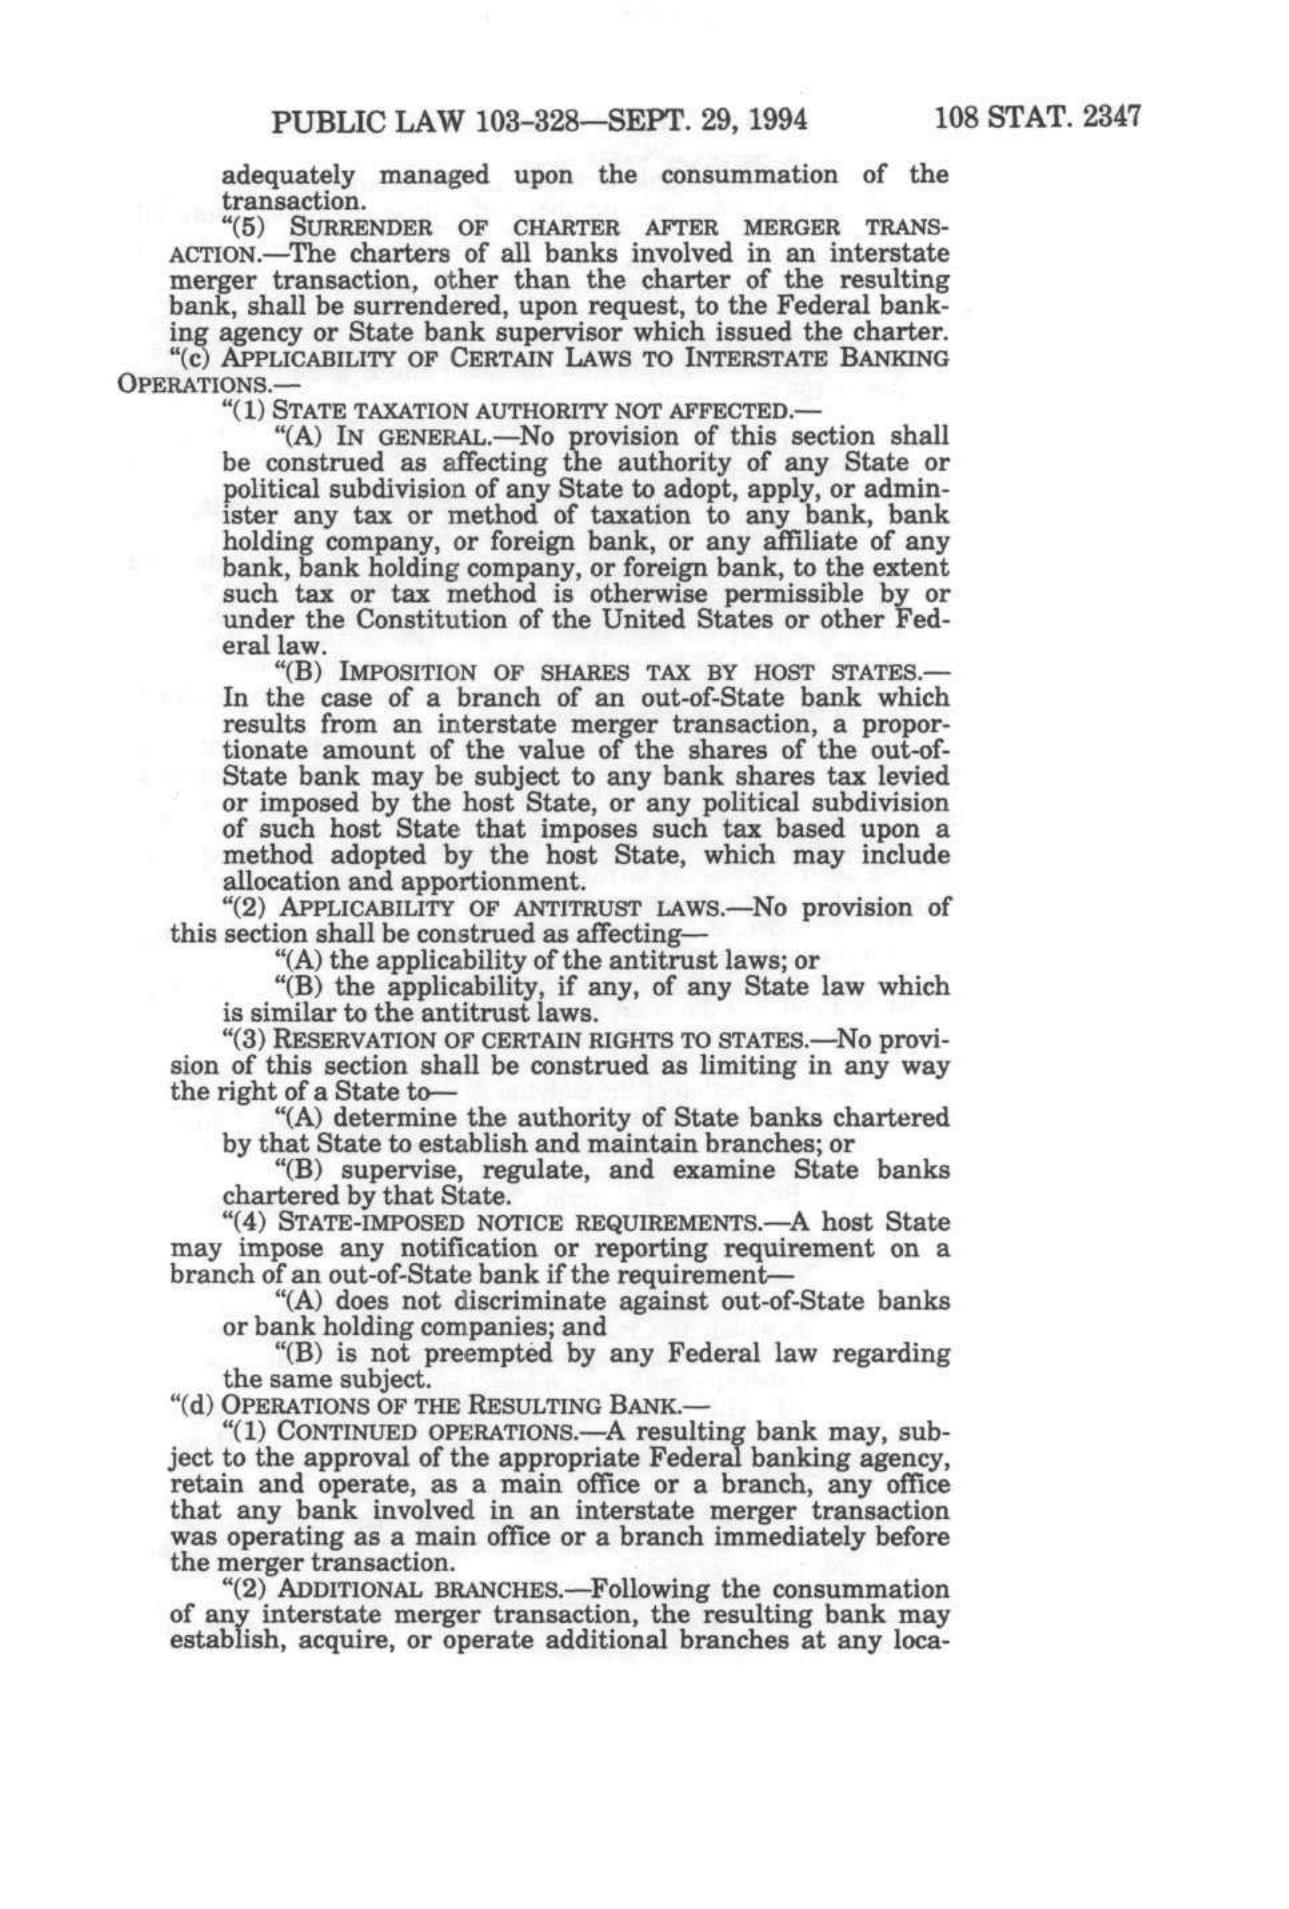 PUBLIC LAW 103–328—SEPT. 29, 1994 108 STAT. 2347
adequately managed upon the consummation of the
transaction.
“(5) SURRENDER OF CHARTER AFTER MERGER TRANS-
ACTION.—The charters of all banks involved in an interstate
merger transaction, other than the charter of the resulting
bank, shall be surrendered, upon request, to the Federal bank-
ing agency or State bank supervisor which issued the charter.
“(c) APPLICABILITY OF CERTAIN LAWS TO INTERSTATE BANKING
OPERATIONS.—
“(1) STATE TAXATION AUTHORITY NOT AFFECTED.—
“(A) IN GENERAL.—No provision of this section shall
be construed as affecting the authority of any State or
political subdivision of any State to adopt, apply, or admin-
ister any tax or method of taxation to any bank, bank
holding company, or foreign bank, or any affiliate of any
bank, bank holding company, or foreign bank, to the extent
such tax or tax method is otherwise permissible by or
under the Constitution of the United States or other Fed-
eral law.
“(B) IMPOSITION OF SHARES TAX BY HOST STATES.—
In the case of a branch of an out-of-State bank which
results from an interstate merger transaction, a propor-
tionate amount of the value of the shares of the out-of-
State bank may be subject to any bank shares tax levied
or imposed by the host State, or any political subdivision
of such host State that imposes such tax based upon a
method adopted by the host State, which may include
allocation and apportionment.
“(2) APPLICABILITY OF ANTITRUST LAWS.—No provision of
this section shall be construed as affecting—
“(A) the applicability of the antitrust laws; or
“(B) the applicability, if any, of any State law which
is similar to the antitrust laws.
“(3) RESERVATION OF CERTAIN RIGHTS TO STATES.—No provi-
sion of this section shall be construed as limiting in any way
the right of a State to—
“(A) determine the authority of State banks chartered
by that State to establish and maintain branches; or
“(B) supervise, regulate, and examine State banks
chartered by that State.
“(4) STATE-IMPOSED NOTICE REQUIREMENTS.—A host State
may impose any notification or reporting requirement on a
branch of an out-of-State bank if the requirement—
“(A) does not discriminate against out-of-State banks
or bank holding companies; and
“(B) is not preempted by any Federal law regarding
the same subject.
“(d) OPERATIONS OF THE RESULTING BANK.—
“(1) CONTINUED OPERATIONS.—A resulting bank may, sub-
ject to the approval of the appropriate Federal banking agency,
retain and operate, as a main office or a branch, any office
that any bank involved in an interstate merger transaction
was operating as a main office or a branch immediately before
the merger transaction.
“(2) ADDITIONAL BRANCHES.—Following the consummation
of any interstate merger transaction, the resulting bank may
establish, acquire, or operate additional branches at any loca-